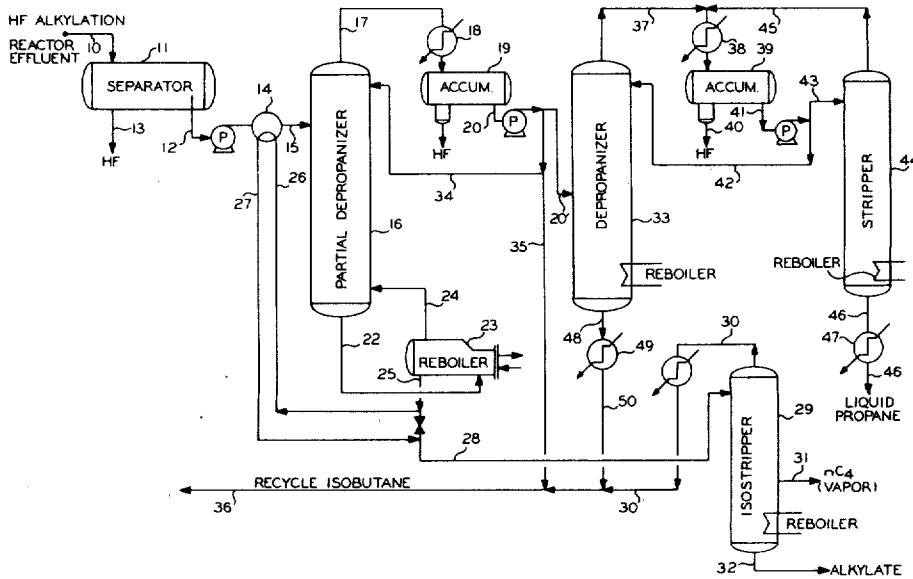 HF ALKYLATION
REACTOR
EFFLUENT
10
11
SEPARATOR
13
HF
12
P
14
15
26
27
17
18
19
ACCUM.
20
P
HF
PARTIAL DEPROPANIZER
16
34
35
20
24
22
23
REBOILER
25
28
37
38
39
ACCUM.
41
40
HF
P
42
43
45
DEPROPANIZER
33
REBOILER
STRIPPER
44
REBOILER
46
47
46
LIQUID
PROPANE
48
49
50
30
30
ISOSTRIPPER
29
31
nC4
(VAPOR)
REBOILER
32
ALKYLATE
RECYCLE ISOBUTANE
36